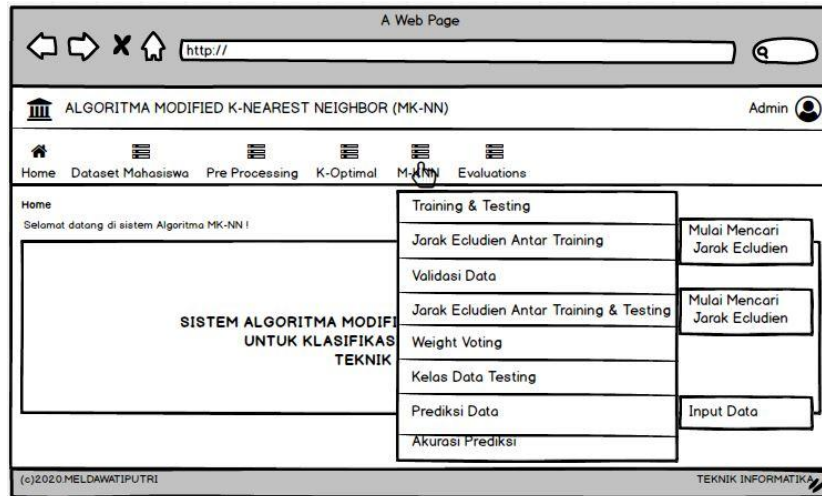 A Web Page
http://
ALGORITMA MODIFIED K-NEAREST NEIGHBOR (MK-NN)
Admin
Home Dataset Mahasiswa Pre Processing K-Optimal M-KNN Evaluations
Home
Selamat datang di sistem Algoritma MK-NN !
Training & Testing
Jarak Ecludien Antar Training
Mulai Mencari
Jarak Ecludien
Validasi Data
Jarak Ecludien Antar Training & Testing
Mulai Mencari
Jarak Ecludien
Weight Voting
Kelas Data Testing
Prediksi Data
Input Data
Akurasi Prediksi
SISTEM ALGORITMA MODIFI
UNTUK KLASIFIKAS
TEKNIK
(c)2020.MELDAWATIPUTRI
TEKNIK INFORMATIKA